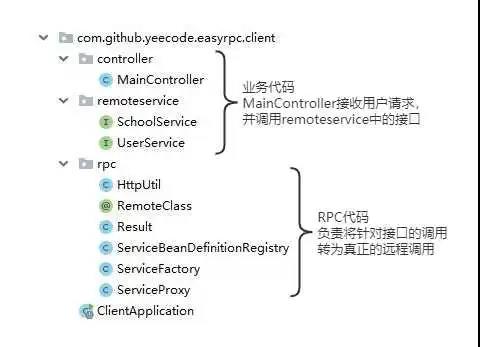 com.github.yeecode.easyrpc.client
controller
MainController
remoteservice
SchoolService
UserService
业务代码
MainController接收用户请求，
并调用remoteservice中的接口
rpc
HttpUtil
RemoteClass
Result
ServiceBeanDefinitionRegistry
ServiceFactory
ServiceProxy
RPC代码
负责将针对接口的调用
转为真正的远程调用
ClientApplication